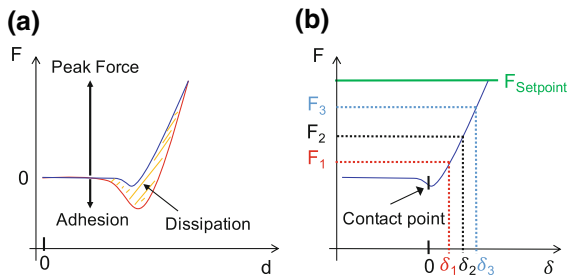 (a)
F
Peak Force
0
Adhesion
Dissipation
0
d
(b)
F
F_Setpoint
F_3
F_2
F_1
Contact point
0
δ_1
δ_2
δ_3
δ